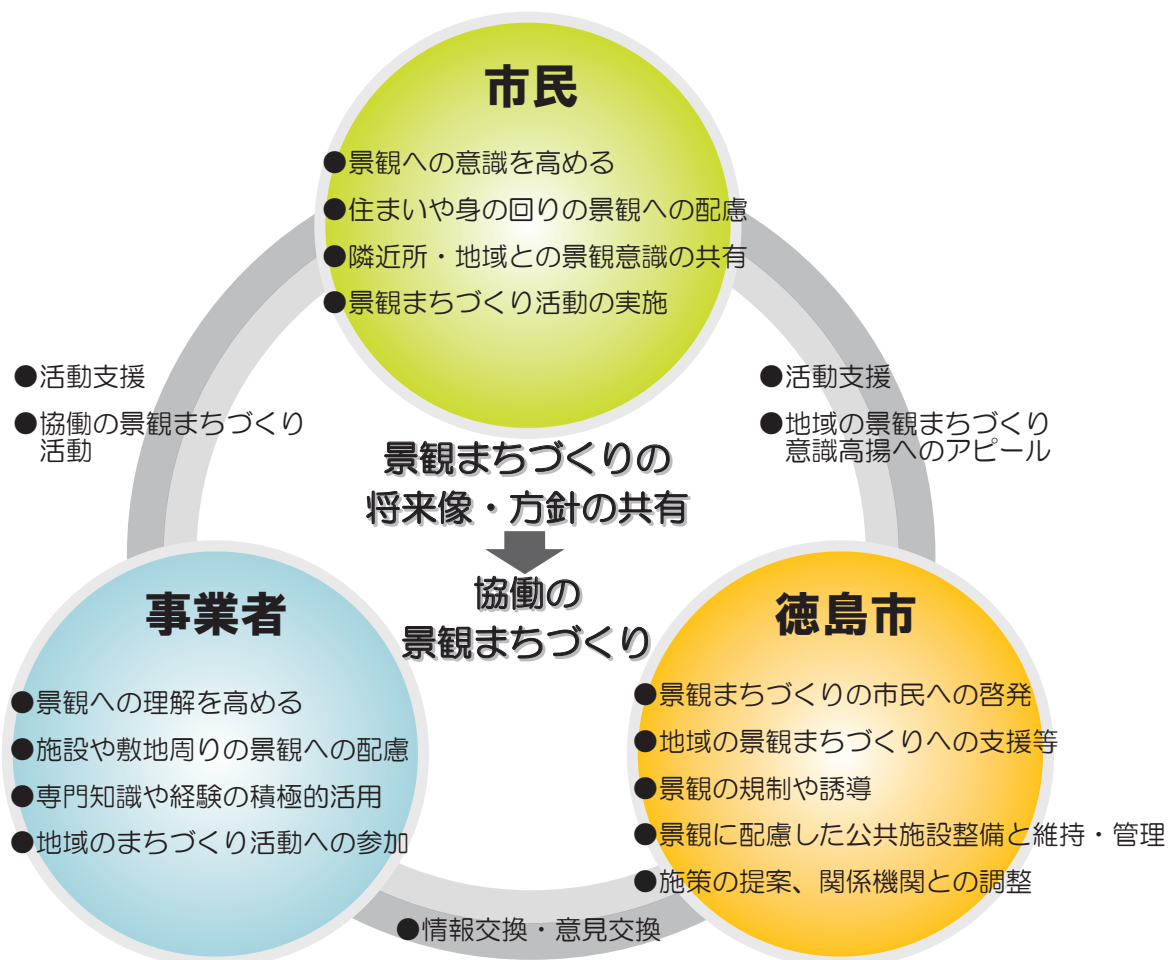 市民
●景観への意識を高める
●住まいや身の回りの景観への配慮
●隣近所・地域との景観意識の共有
●景観まちづくり活動の実施
●活動支援
●協働の景観まちづくり
活動
●活動支援
●地域の景観まちづくり
意識高揚へのアピール
景観まちづくりの
将来像・方針の共有
協働の
景観まちづくり
事業者
●景観への理解を高める
●施設や敷地周りの景観への配慮
●専門知識や経験の積極的活用
●地域のまちづくり活動への参加
徳島市
●景観まちづくりの市民への啓発
●地域の景観まちづくりへの支援等
●景観の規制や誘導
●景観に配慮した公共施設整備と維持・管理
●施策の提案、関係機関との調整
●情報交換・意見交換